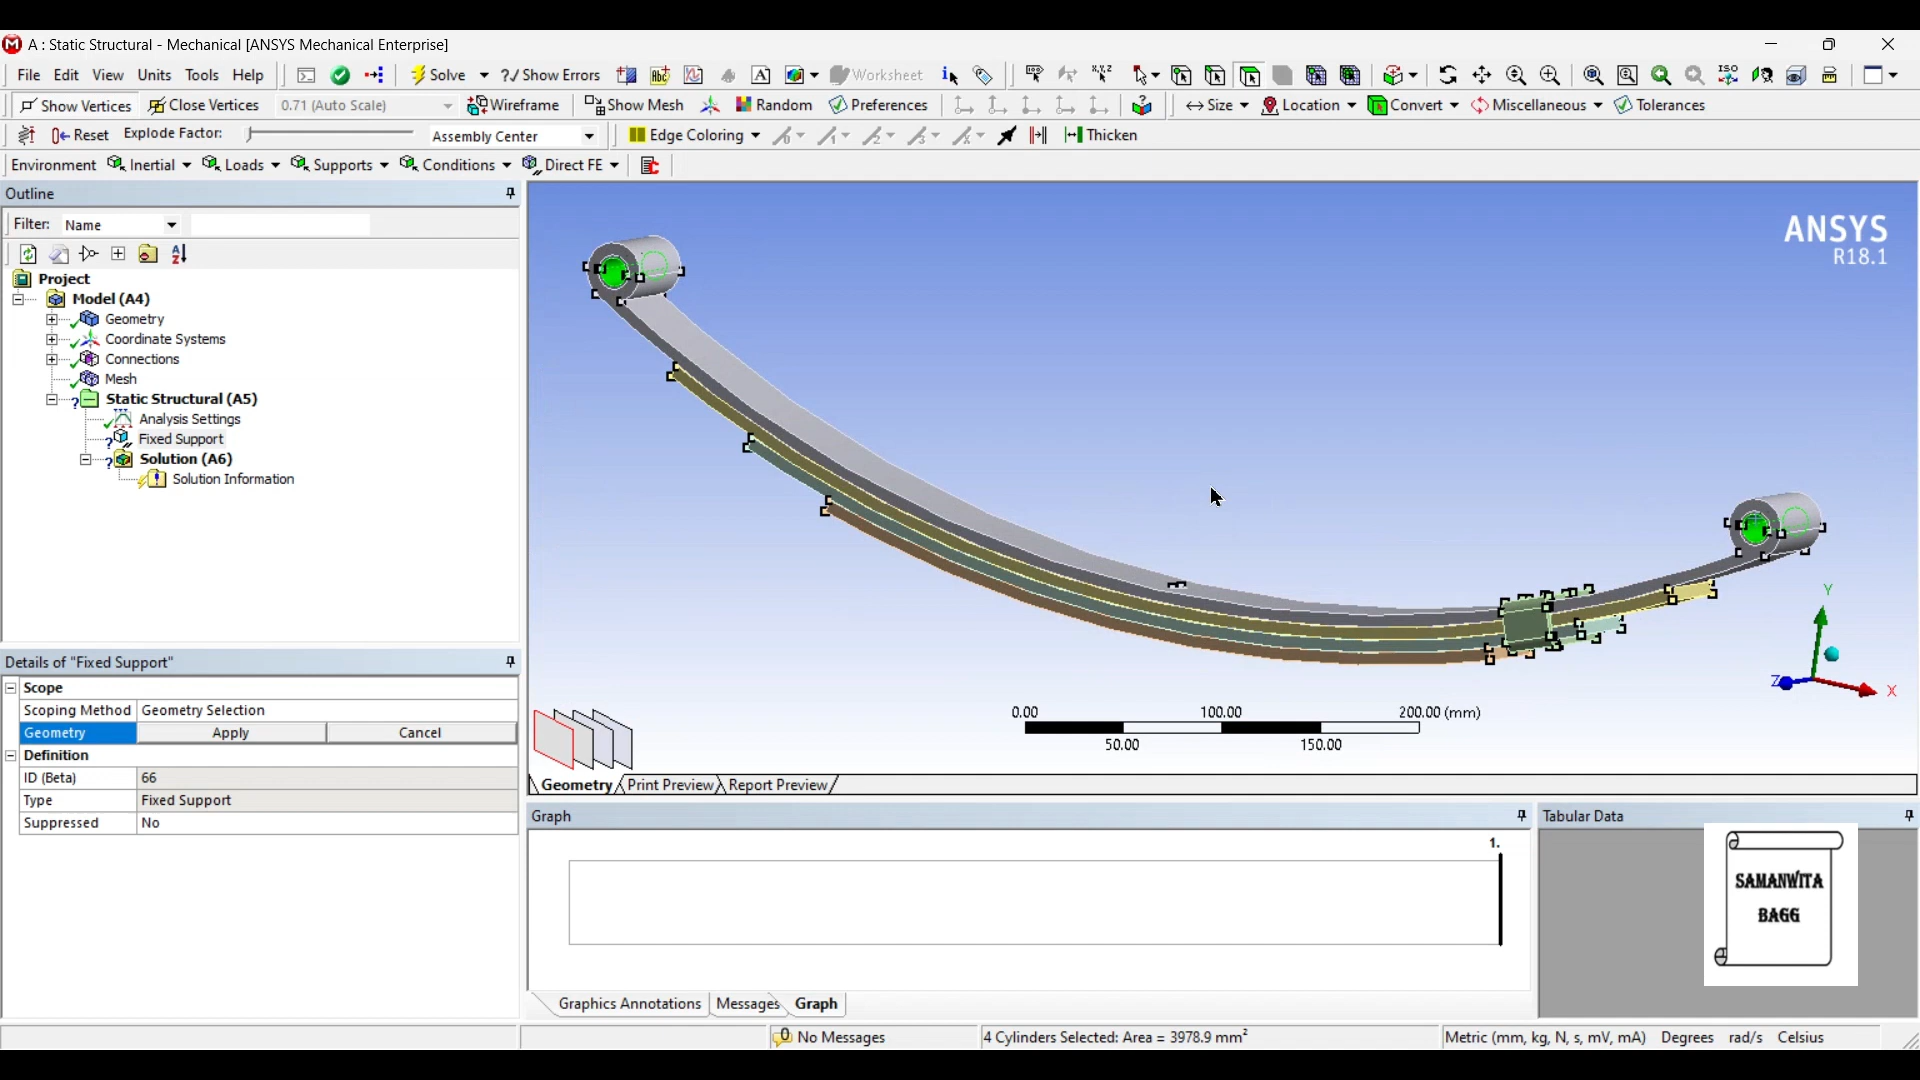 A : Static Structural - Mechanical [ANSYS Mechanical Enterprise]
File Edit View Units Tools Help Solve ?✓ Show Errors Worksheet
Show Vertices Close Vertices 0.71 (Auto Scale) Wireframe Show Mesh Random Preferences Size Location Convert Miscellaneous Tolerances
Reset Explode Factor: Assembly Center Edge Coloring Thicken
Environment Inertial Loads Supports Conditions Direct FE
Outline
Filter: Name
Project
Model (A4)
Geometry
Coordinate Systems
Connections
Mesh
Static Structural (A5)
Analysis Settings
Fixed Support
Solution (A6)
Solution Information
Details of "Fixed Support"
Scope
Scoping Method Geometry Selection
Geometry Apply Cancel
Definition
ID (Beta) 66
Type Fixed Support
Suppressed No
ANSYS
R18.1
Y
Z
X
0.00 100.00 200.00 (mm)
50.00 150.00
Geometry Print Preview Report Preview
Graph
1.
Graphics Annotations Messages Graph
Tabular Data
SAMANWITA
BAGG
No Messages 4 Cylinders Selected: Area = 3978.9 mm² Metric (mm, kg, N, s, mV, mA) Degrees rad/s Celsius